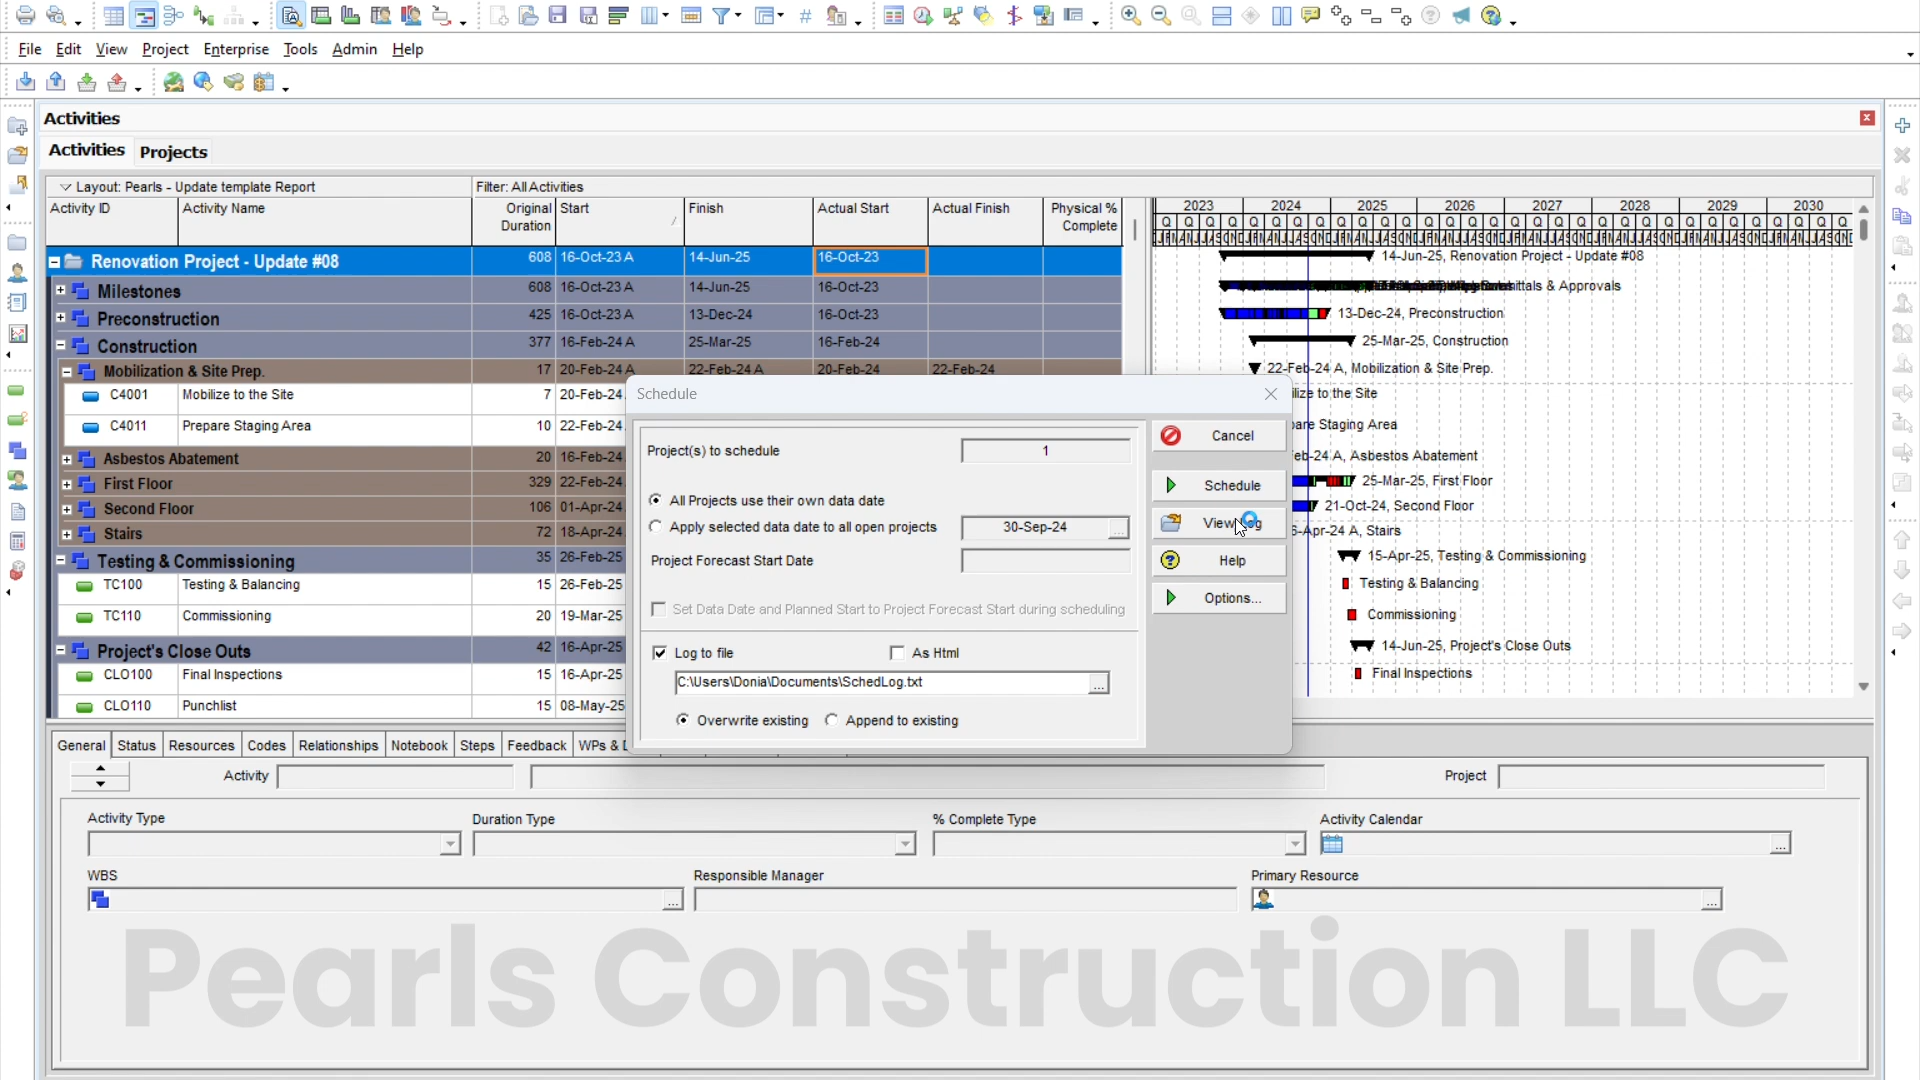 File Edit View Project Enterprise Tools Admin Help
Activities
Activities Projects
Layout: Pearls - Update template Report Filter: All Activities
Activity ID Activity Name Original Duration Start Finish Actual Start Actual Finish Physical % Complete
2023 2024 2025 2026 2027 2028 2029 2030
Renovation Project - Update #08 608 16-Oct-23 A 14-Jun-25 16-Oct-23 14-Jun-25, Renovation Project - Update #08
Milestones 608 16-Oct-23 A 14-Jun-25 16-Oct-23 & Approvals
Preconstruction 425 16-Oct-23 A 13-Dec-24 16-Oct-23 13-Dec-24, Preconstruction
Construction 377 16-Feb-24 A 25-Mar-25 16-Feb-24 25-Mar-25, Construction
Mobilization & Site Prep. 17 20-Feb-24 A 22-Feb-24 A 20-Feb-24 22-Feb-24 22-Feb-24 A, Mobilization & Site Prep.
C4001 Mobilize to the Site 7 20-Feb-24 ilize to the Site
C4011 Prepare Staging Area 10 22-Feb-24 are Staging Area
Asbestos Abatement 20 16-Feb-24 eb-24 A, Asbestos Abatement
First Floor 329 22-Feb-24 25-Mar-25, First Floor
Second Floor 106 01-Apr-24 21-Oct-24, Second Floor
Stairs 72 18-Apr-24 -Apr-24 A, Stairs
Testing & Commissioning 35 26-Feb-25 15-Apr-25, Testing & Commissioning
TC100 Testing & Balancing 15 26-Feb-25 Testing & Balancing
TC110 Commissioning 20 19-Mar-25 Commissioning
Project's Close Outs 42 16-Apr-25 14-Jun-25, Project's Close Outs
CLO100 Final Inspections 15 16-Apr-25 Final Inspections
CLO110 Punchlist 15 08-May-25
Schedule
Project(s) to schedule 1
All Projects use their own data date
Apply selected data date to all open projects 30-Sep-24 ...
Project Forecast Start Date
Set Data Date and Planned Start to Project Forecast Start during scheduling
Log to file As Html
C:\Users\Donia\Documents\SchedLog.txt ...
Overwrite existing Append to existing
Cancel
Schedule
View Log
Help
Options...
General Status Resources Codes Relationships Notebook Steps Feedback WPs &
Activity Project
Activity Type Duration Type % Complete Type Activity Calendar
...
WBS Responsible Manager Primary Resource
... ...
Pearls Construction LLC